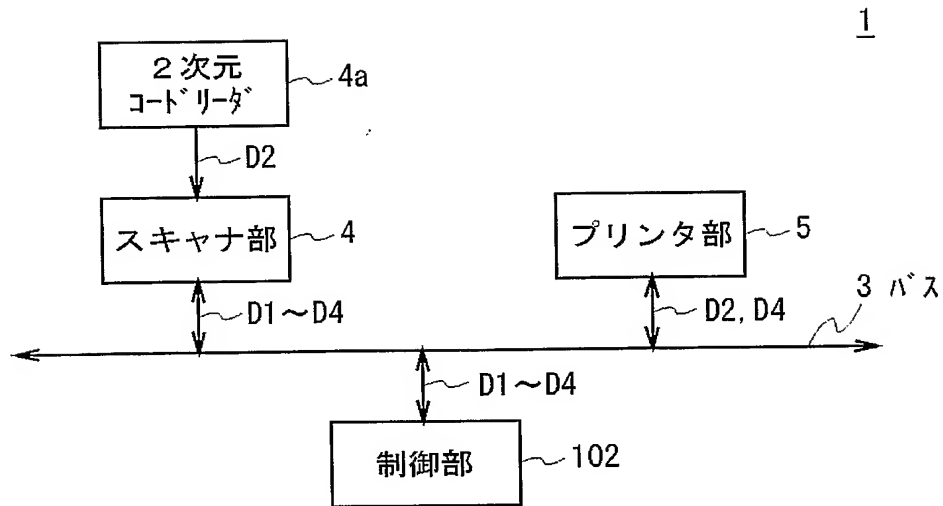 1
２次元
ｺｰﾄﾞﾘｰﾀﾞ
4a
D2
スキャナ部
4
プリンタ部
5
D1〜D4
D2, D4
3 ﾊﾞｽ
D1〜D4
制御部
102